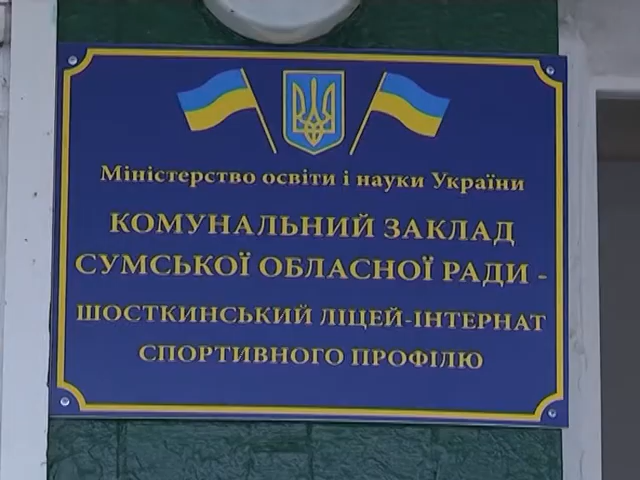 Міністерство освіти і науки України
КОМУНАЛЬНИЙ ЗАКЛАД
СУМСЬКОЇ ОБЛАСНОЇ РАДИ -
ШОСТКИНСЬКИЙ ЛІЦЕЙ-ІНТЕРНАТ
СПОРТИВНОГО ПРОФІЛЮ